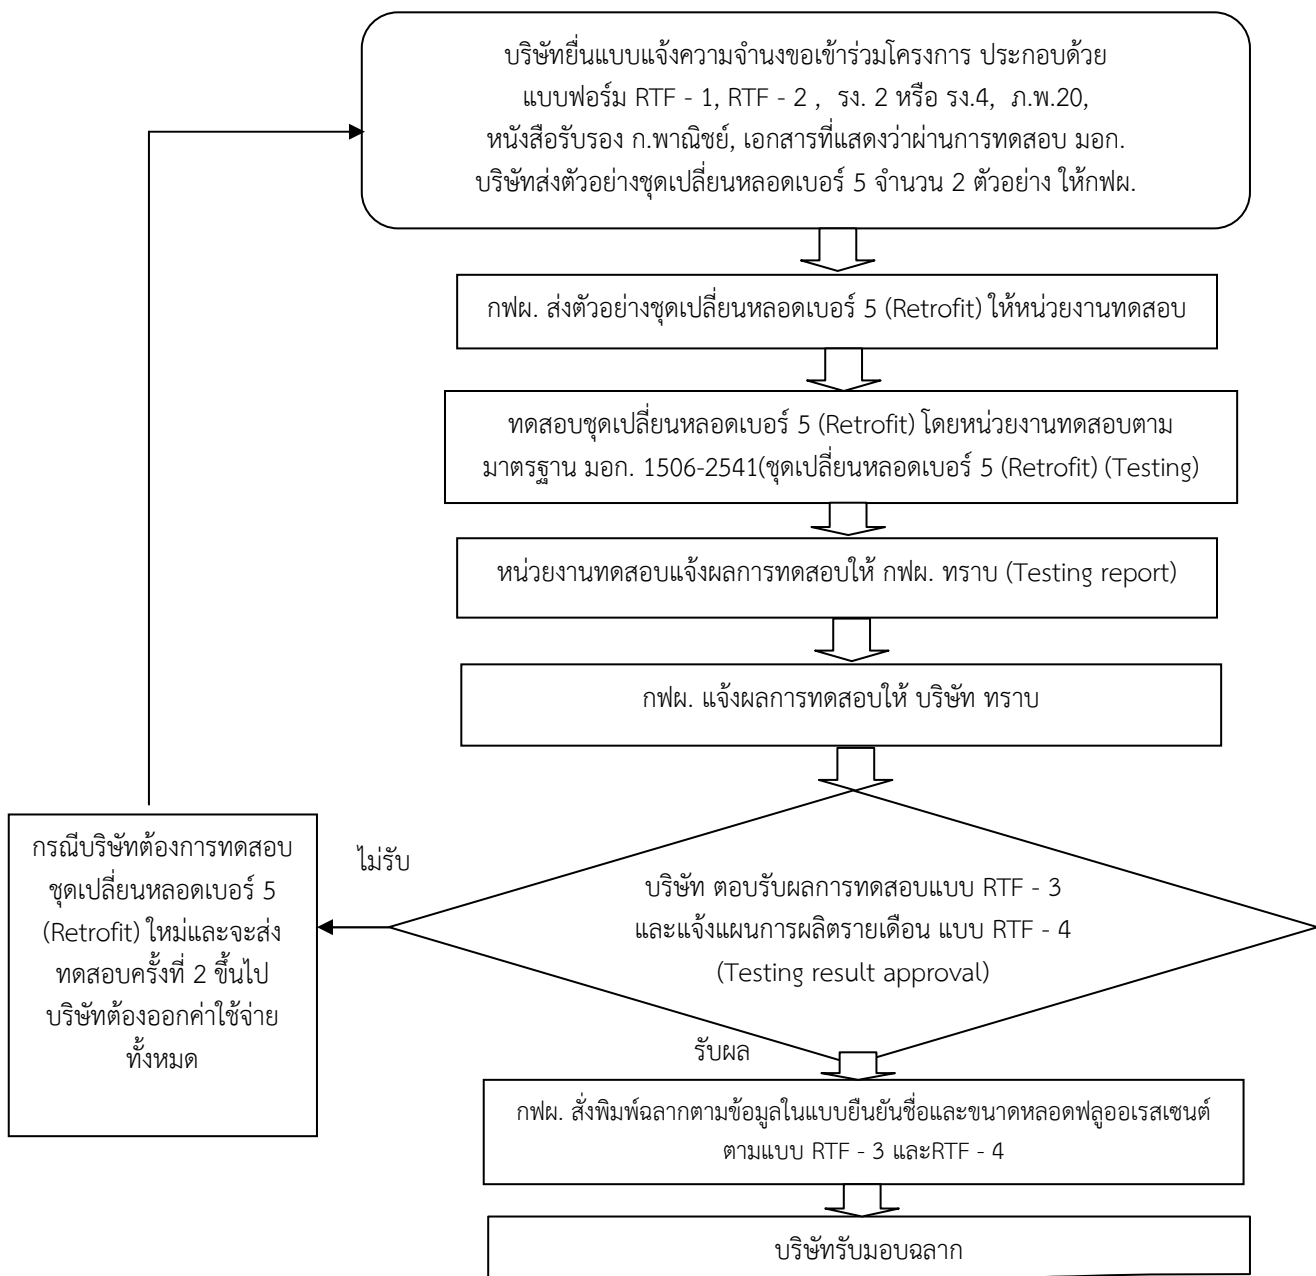 บริษัทยื่นแบบแจ้งความจำนงขอเข้าร่วมโครงการ ประกอบด้วย
แบบฟอร์ม RTF - 1, RTF - 2 , รง. 2 หรือ รง.4, ภ.พ.20,
หนังสือรับรอง ก.พาณิชย์, เอกสารที่แสดงว่าผ่านการทดสอบ มอก.
บริษัทส่งตัวอย่างชุดเปลี่ยนหลอดเบอร์ 5 จำนวน 2 ตัวอย่าง ให้กฟผ.
กฟผ. ส่งตัวอย่างชุดเปลี่ยนหลอดเบอร์ 5 (Retrofit) ให้หน่วยงานทดสอบ
ทดสอบชุดเปลี่ยนหลอดเบอร์ 5 (Retrofit) โดยหน่วยงานทดสอบตาม
มาตรฐาน มอก. 1506-2541(ชุดเปลี่ยนหลอดเบอร์ 5 (Retrofit) (Testing)
หน่วยงานทดสอบแจ้งผลการทดสอบให้ กฟผ. ทราบ (Testing report)
กฟผ. แจ้งผลการทดสอบให้ บริษัท ทราบ
บริษัท ตอบรับผลการทดสอบแบบ RTF - 3
และแจ้งแผนการผลิตรายเดือน แบบ RTF - 4
(Testing result approval)
ไม่รับ
กรณีบริษัทต้องการทดสอบ
ชุดเปลี่ยนหลอดเบอร์ 5
(Retrofit) ใหม่และจะส่ง
ทดสอบครั้งที่ 2 ขึ้นไป
บริษัทต้องออกค่าใช้จ่าย
ทั้งหมด
รับผล
กฟผ. สั่งพิมพ์ฉลากตามข้อมูลในแบบยืนยันชื่อและขนาดหลอดฟลูออเรสเซนต์
ตามแบบ RTF - 3 และRTF - 4
บริษัทรับมอบฉลาก